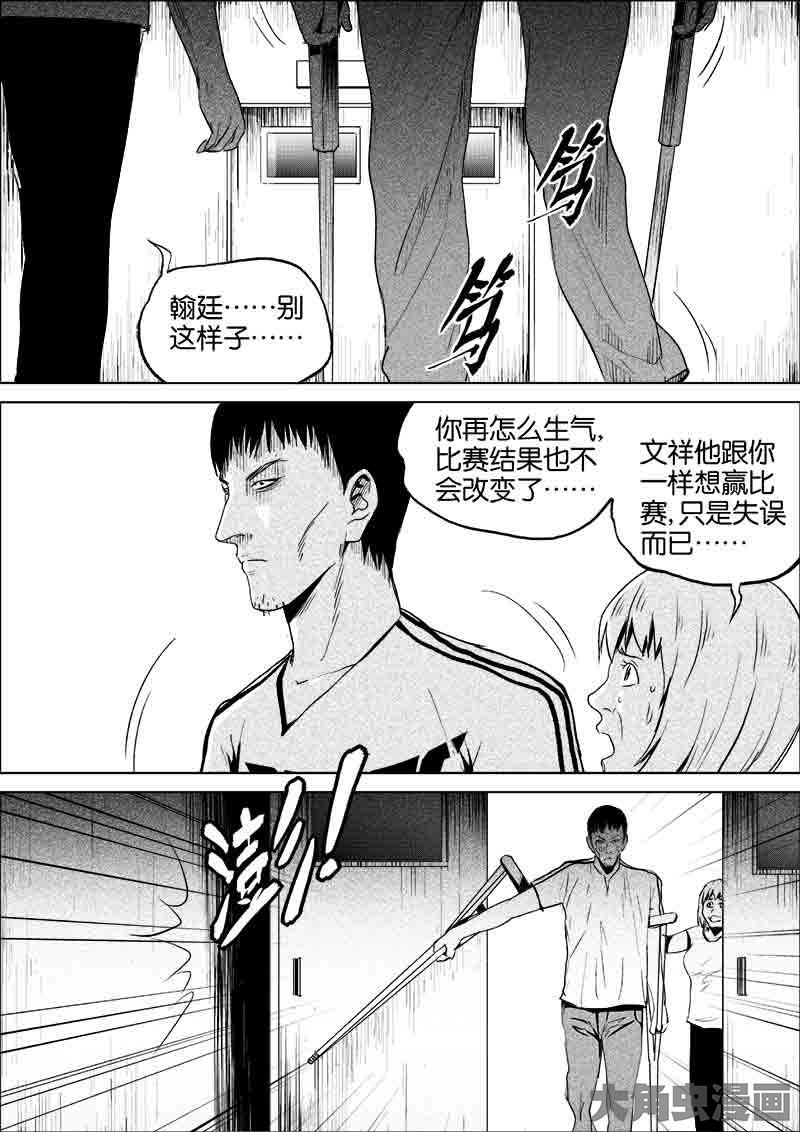 笃
笃
翰廷……别
这样子……
你再怎么生气,
比赛结果也不
会改变了……
文祥他跟你
一样想赢比
赛,只是失误
而已……
澎!!
大角虫漫画